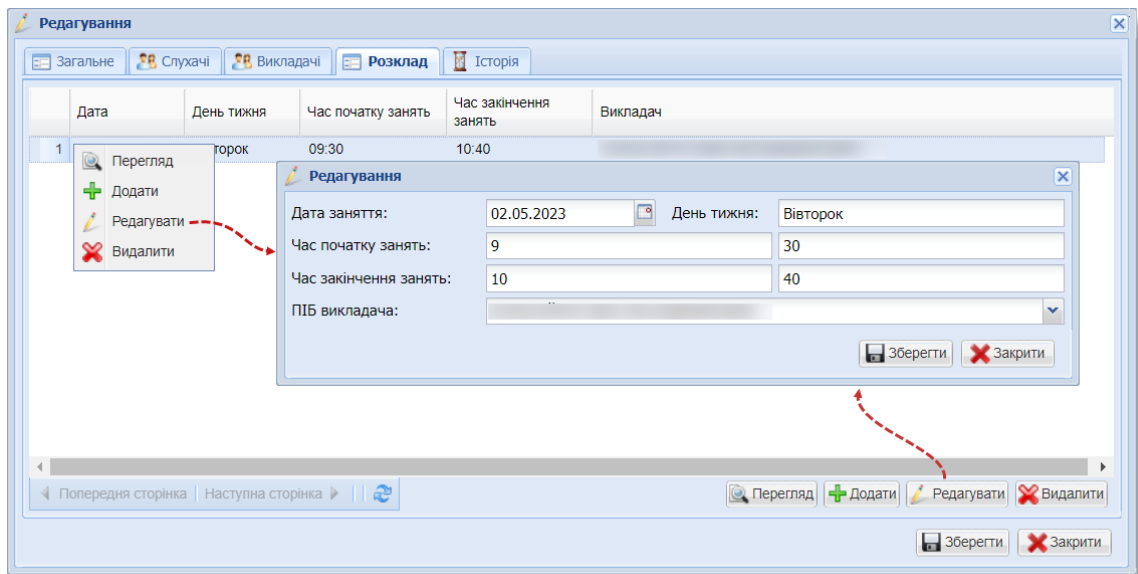 Редагування
Загальне Слухачі Викладачі Розклад Історія
Дата День тижня Час початку занять Час закінчення занять Викладач
1 торок 09:30 10:40
Перегляд
Додати
Редагувати
Видалити
Редагування
Дата заняття: 02.05.2023 День тижня: Вівторок
Час початку занять: 9 30
Час закінчення занять: 10 40
ПІБ викладача:
Зберегти Закрити
Попередня сторінка Наступна сторінка Перегляд Додати Редагувати Видалити
Зберегти Закрити